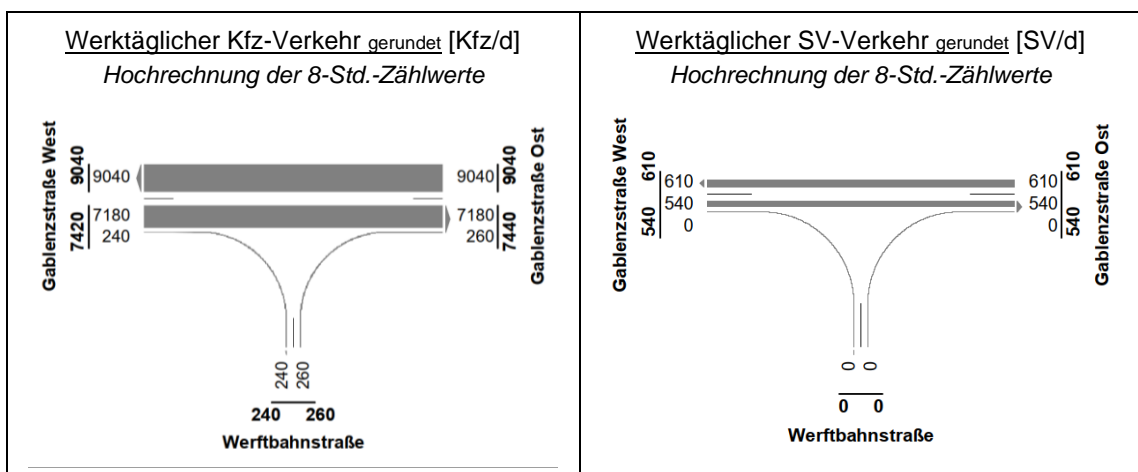 Werktäglicher Kfz-Verkehr gerundet [Kfz/d]
Hochrechnung der 8-Std.-Zählwerte
Gablenzstraße West
9040
9040
7420
7180
240
9040
9040
7180
260
7440
Gablenzstraße Ost
240
260
240 260
Werftbahnstraße
Werktäglicher SV-Verkehr gerundet [SV/d]
Hochrechnung der 8-Std.-Zählwerte
Gablenzstraße West
610
610
540
540
0
610
610
540
0
540
Gablenzstraße Ost
0
0
0 0
Werftbahnstraße